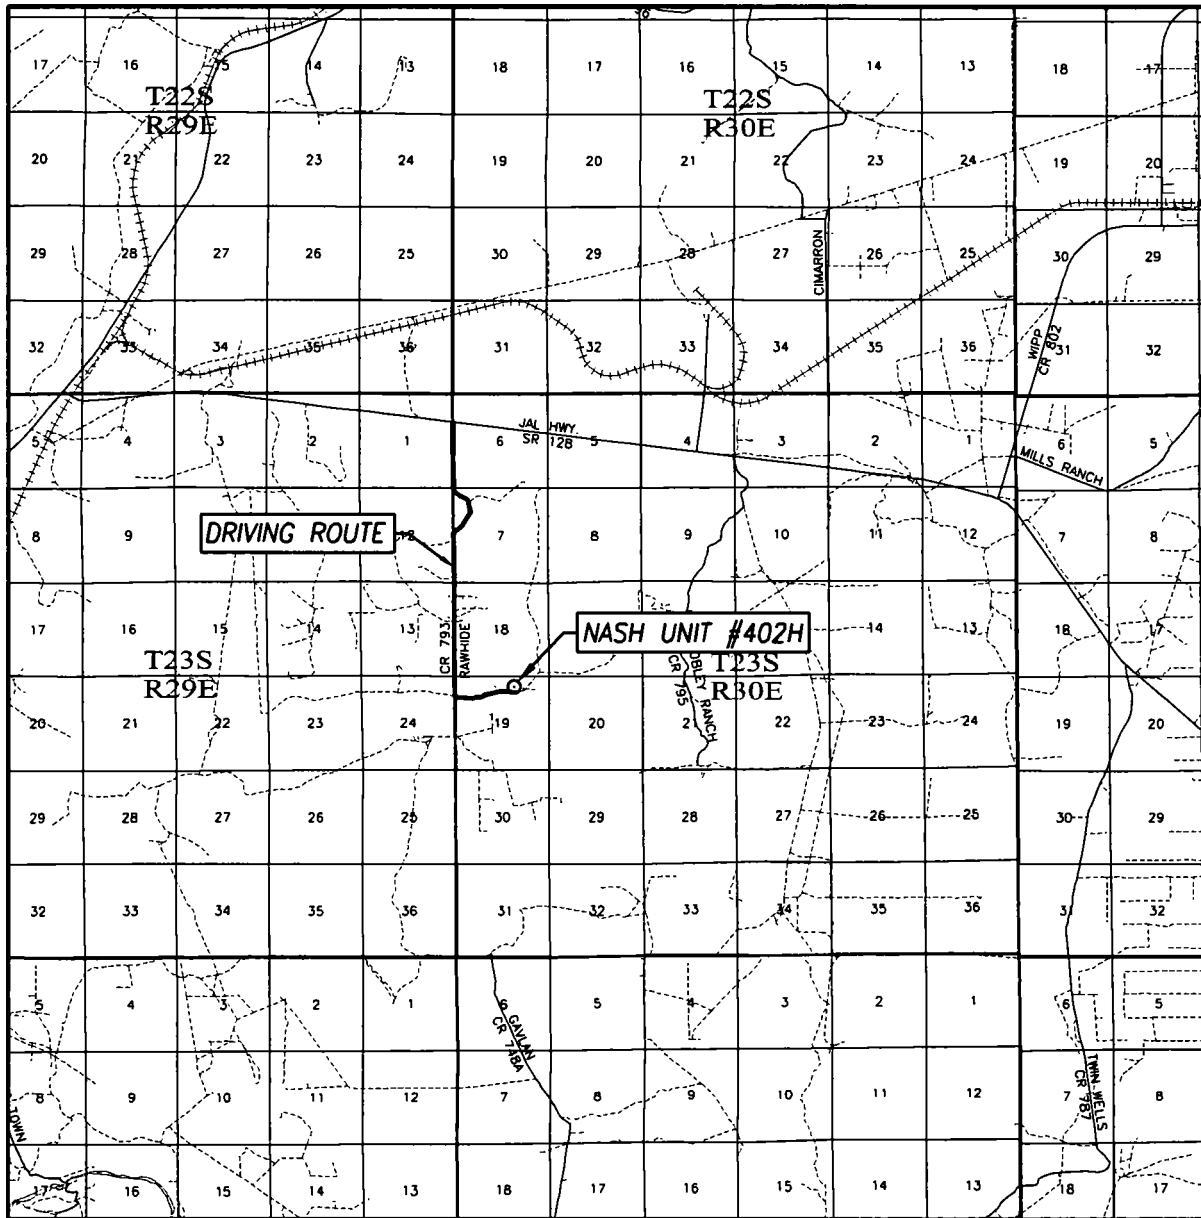 17 16 15 14 13 18 17 16 15 14 13 18 17
T22S
R29E
T22S
R30E
20 21 22 23 24 19 20 21 22 23 24 19 20
29 28 27 26 25 30 29 28 27 26 25 30 29
CIMARRON
32 33 34 35 36 31 32 33 34 35 36 31 32
WIPP
CR 802
5 4 3 2 1 6 5 4 3 2 1 6 5
JAL HWY.
SR 128
MILLS RANCH
8 9 12 7 8 9 10 11 12 7 8
DRIVING ROUTE
17 16 15 14 13 18 14 13 18 17
NASH UNIT #402H
CR 793
RAWHIDE
T23S
R29E
T23S
R30E
OBLEY RANCH
CR 795
20 21 22 23 24 19 20 21 22 23 24 19 20
29 28 27 26 25 30 29 28 27 26 25 30 29
32 33 34 35 36 31 32 33 34 35 36 31 32
5 4 3 2 1 6 5 4 3 2 1 6 5
GAVLAN
CR 748A
8 9 10 11 12 7 8 9 10 11 12 7 8
TWIN WELLS
CR 787
TOWN
17 16 15 14 13 18 17 16 15 14 13 18 17